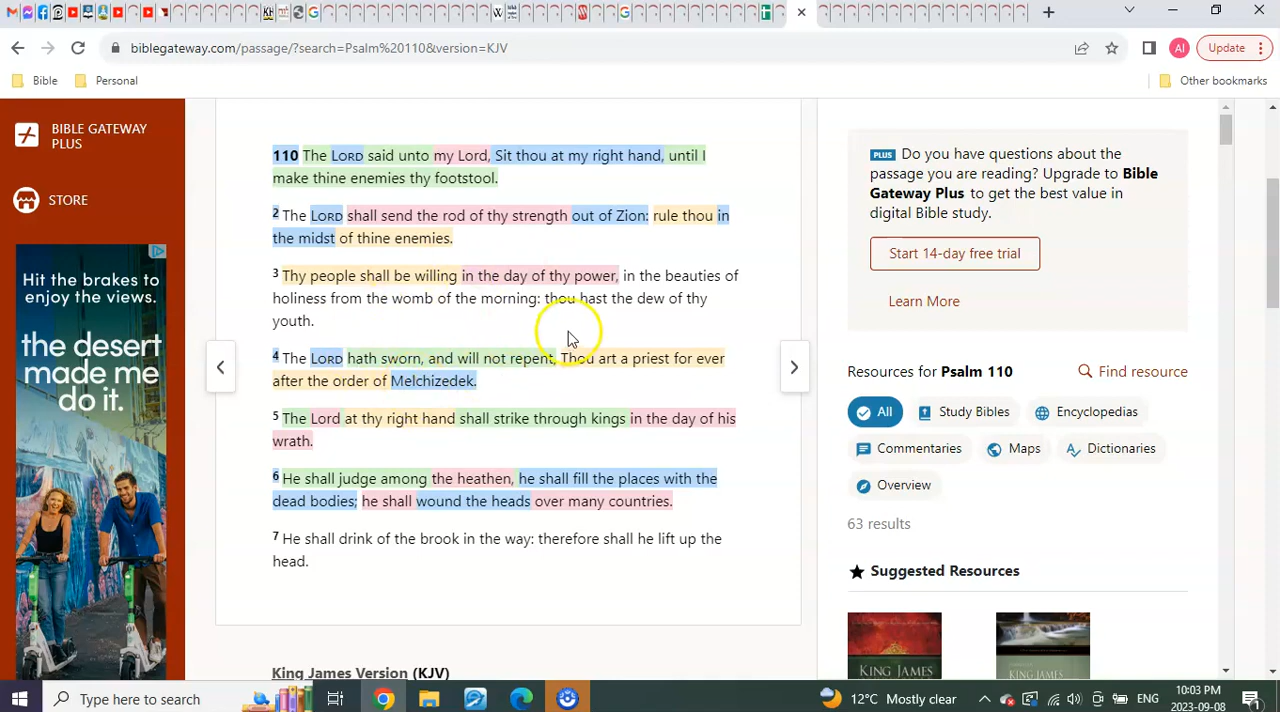 biblegateway.com/passage/?search=Psalm%20110&version=KJV
AI
Update
Bible
Personal
Other bookmarks
BIBLE GATEWAY
PLUS
STORE
Hit the brakes to
enjoy the views.
the desert
made me
do it.
110 The LORD said unto my Lord, Sit thou at my right hand, until I
make thine enemies thy footstool.
2 The LORD shall send the rod of thy strength out of Zion: rule thou in
the midst of thine enemies.
3 Thy people shall be willing in the day of thy power, in the beauties of
holiness from the womb of the morning: thou hast the dew of thy
youth.
4 The LORD hath sworn, and will not repent, Thou art a priest for ever
after the order of Melchizedek.
5 The Lord at thy right hand shall strike through kings in the day of his
wrath.
6 He shall judge among the heathen, he shall fill the places with the
dead bodies; he shall wound the heads over many countries.
7 He shall drink of the brook in the way: therefore shall he lift up the
head.
King James Version (KJV)
PLUS Do you have questions about the
passage you are reading? Upgrade to Bible
Gateway Plus to get the best value in
digital Bible study.
Start 14-day free trial
Learn More
Resources for Psalm 110
Find resource
All
Study Bibles
Encyclopedias
Commentaries
Maps
Dictionaries
Overview
63 results
Suggested Resources
KING JAMES
KING JAMES
Type here to search
12°C Mostly clear
ENG
10:03 PM
2023-09-08
1